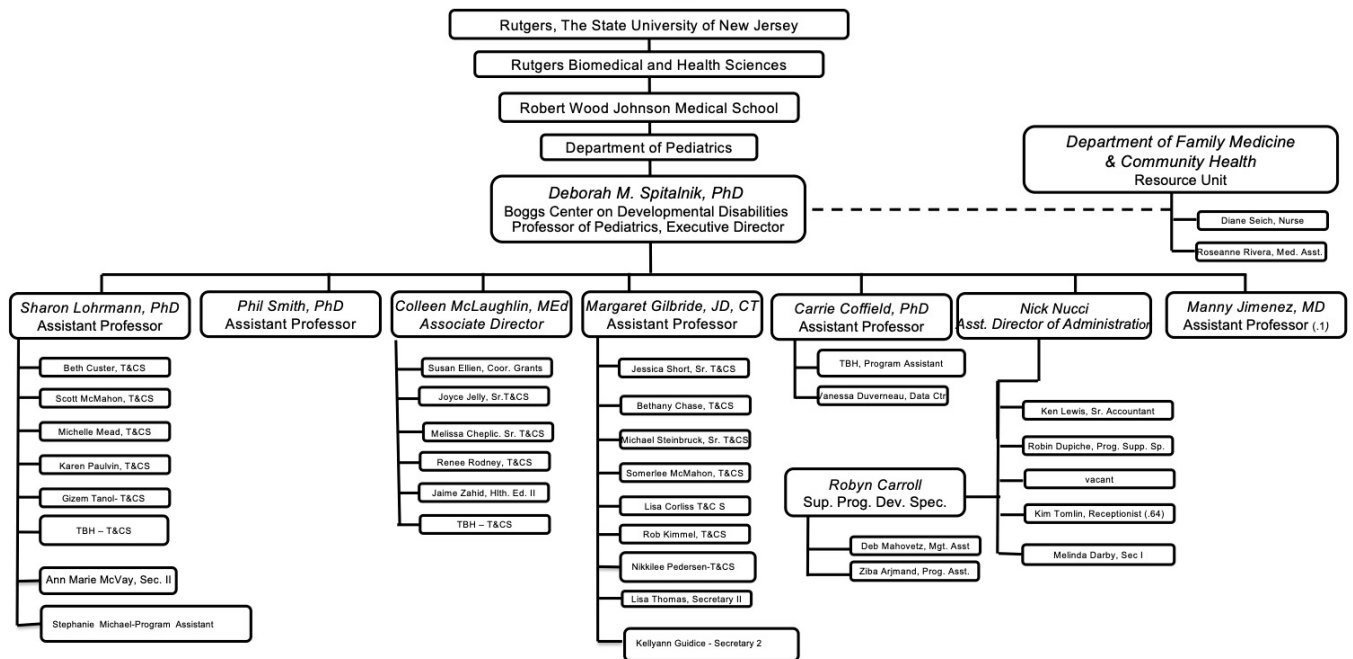 Rutgers, The State University of New Jersey
Rutgers Biomedical and Health Sciences
Robert Wood Johnson Medical School
Department of Pediatrics
Deborah M. Spitalnik, PhD
Boggs Center on Developmental Disabilities
Professor of Pediatrics, Executive Director
Department of Family Medicine
& Community Health
Resource Unit
Diane Seich, Nurse
Roseanne Rivera, Med. Asst.
Sharon Lohrmann, PhD
Assistant Professor
Beth Custer, T&CS
Scott McMahon, T&CS
Michelle Mead, T&CS
Karen Paulvin, T&CS
Gizem Tanol- T&CS
TBH – T&CS
Ann Marie McVay, Sec. II
Stephanie Michael-Program Assistant
Phil Smith, PhD
Assistant Professor
Colleen McLaughlin, MEd
Associate Director
Susan Ellien, Coor. Grants
Joyce Jelly, Sr.T&CS
Melissa Cheplic. Sr. T&CS
Renee Rodney, T&CS
Jaime Zahid, Hlth. Ed. II
TBH – T&CS
Margaret Gilbride, JD, CT
Assistant Professor
Jessica Short, Sr. T&CS
Bethany Chase, T&CS
Michael Steinbruck, Sr. T&CS
Somerlee McMahon, T&CS
Lisa Corliss T&C S
Rob Kimmel, T&CS
Nikkilee Pedersen-T&CS
Lisa Thomas, Secretary II
Kellyann Guidice - Secretary 2
Carrie Coffield, PhD
Assistant Professor
TBH, Program Assistant
Vanessa Duverneau, Data Ctr.
Nick Nucci
Asst. Director of Administration
Ken Lewis, Sr. Accountant
Robin Dupiche, Prog. Supp. Sp.
vacant
Kim Tomlin, Receptionist (.64)
Melinda Darby, Sec I
Robyn Carroll
Sup. Prog. Dev. Spec.
Deb Mahovetz, Mgt. Asst
Ziba Arjmand, Prog. Asst.
Manny Jimenez, MD
Assistant Professor (.1)